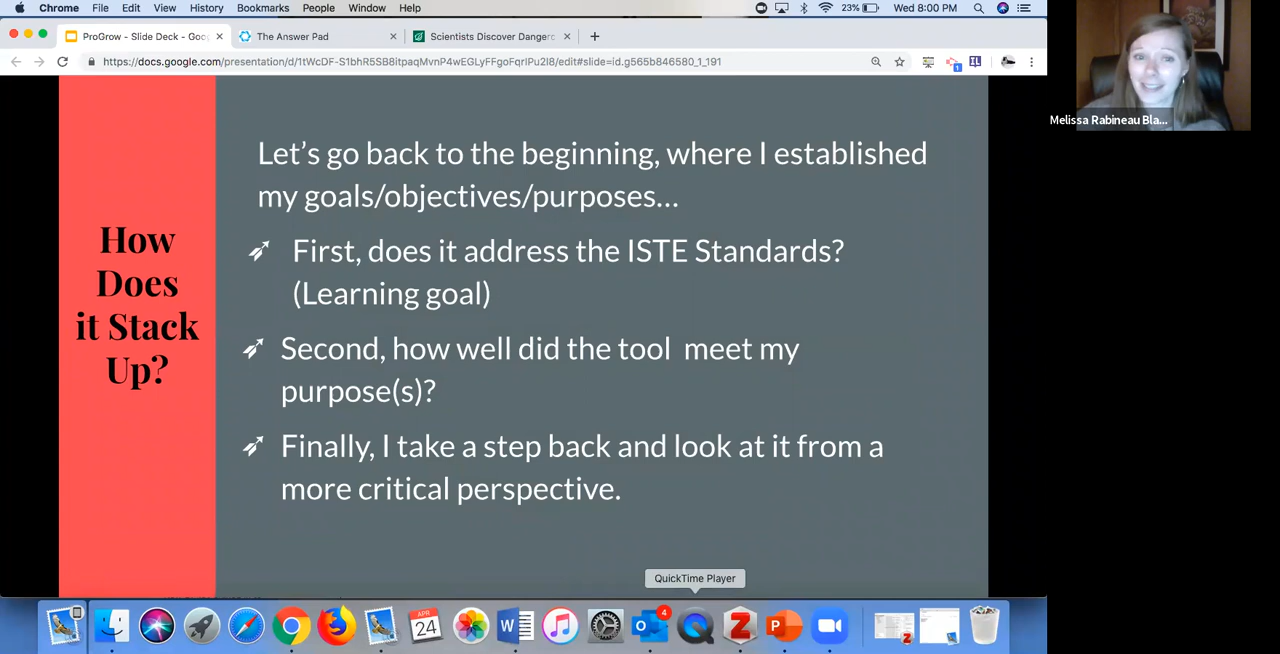 Chrome File Edit View History Bookmarks People Window Help 23% Wed 8:00 PM
ProGrow - Slide Deck - Goo
The Answer Pad
Scientists Discover Dangerc
https://docs.google.com/presentation/d/1tWcDF-S1bhR5SB8itpaqMvnP4wEGLyFFgoFqrlPu2I8/edit#slide=id.g565b846580_1_191
1
Melissa Rabineau Bla...
How
Does
it Stack
Up?
Let's go back to the beginning, where I established
my goals/objectives/purposes...
First, does it address the ISTE Standards?
(Learning goal)
Second, how well did the tool meet my
purpose(s)?
Finally, I take a step back and look at it from a
more critical perspective.
QuickTime Player
APR
24
4